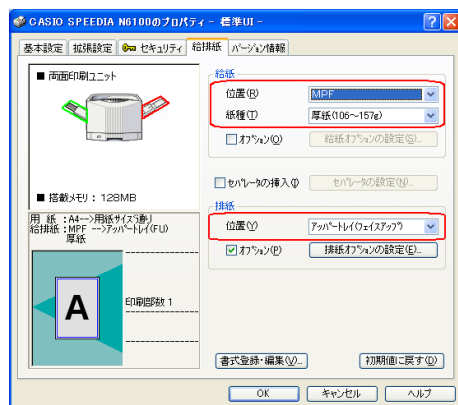 CASIO SPEEDIA N6100のプロパティ - 標準UI -
基本設定 拡張設定 セキュリティ 給排紙 バージョン情報
■ 両面印刷ユニット
■ 搭載メモリ : 128MB
用 紙 : A4-->用紙サイズ通り
給排紙 : MPF -->アッパートレイ(FU)
厚紙
A
印刷部数 1
給紙
位置(R) MPF
紙種(T) 厚紙(106～157g)
オプション(O) 給紙オプションの設定(S)...
セパレータの挿入(I) セパレータの設定(N)...
排紙
位置(Y) アッパートレイ(フェイスアップ)
オプション(P) 排紙オプションの設定(E)...
書式登録・編集(V)... 初期値に戻す(D)
OK キャンセル ヘルプ